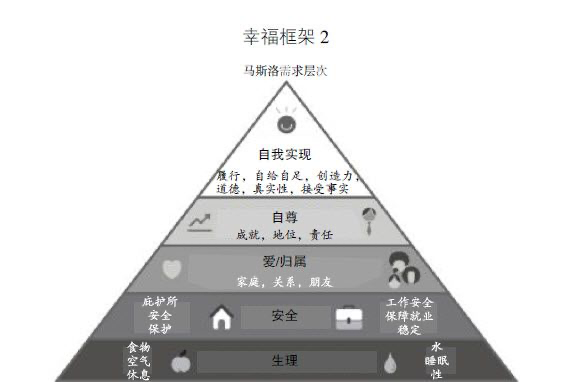 幸福框架 2
马斯洛需求层次
自我实现
履行，自给自足，创造力，
道德，真实性，接受事实
自尊
成就，地位，责任
爱/归属
家庭，关系，朋友
庇护所
安全
保护
安全
工作安全
保障就业
稳定
食物
空气
休息
生理
水
睡眠
性